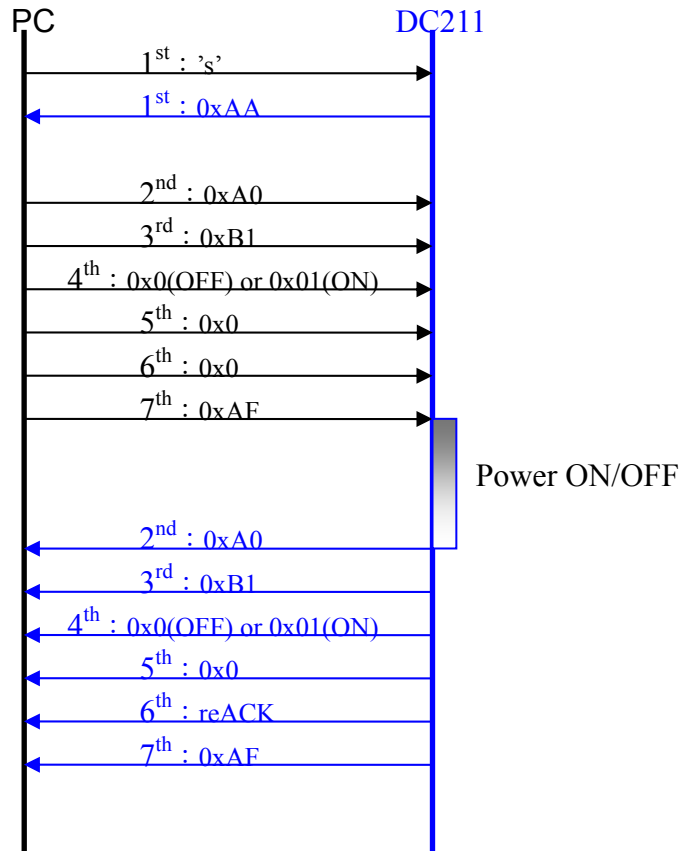 PC DC211
1st : ’s’
1st : 0xAA
2nd : 0xA0
3rd : 0xB1
4th : 0x0(OFF) or 0x01(ON)
5th : 0x0
6th : 0x0
7th : 0xAF
Power ON/OFF
2nd : 0xA0
3rd : 0xB1
4th : 0x0(OFF) or 0x01(ON)
5th : 0x0
6th : reACK
7th : 0xAF